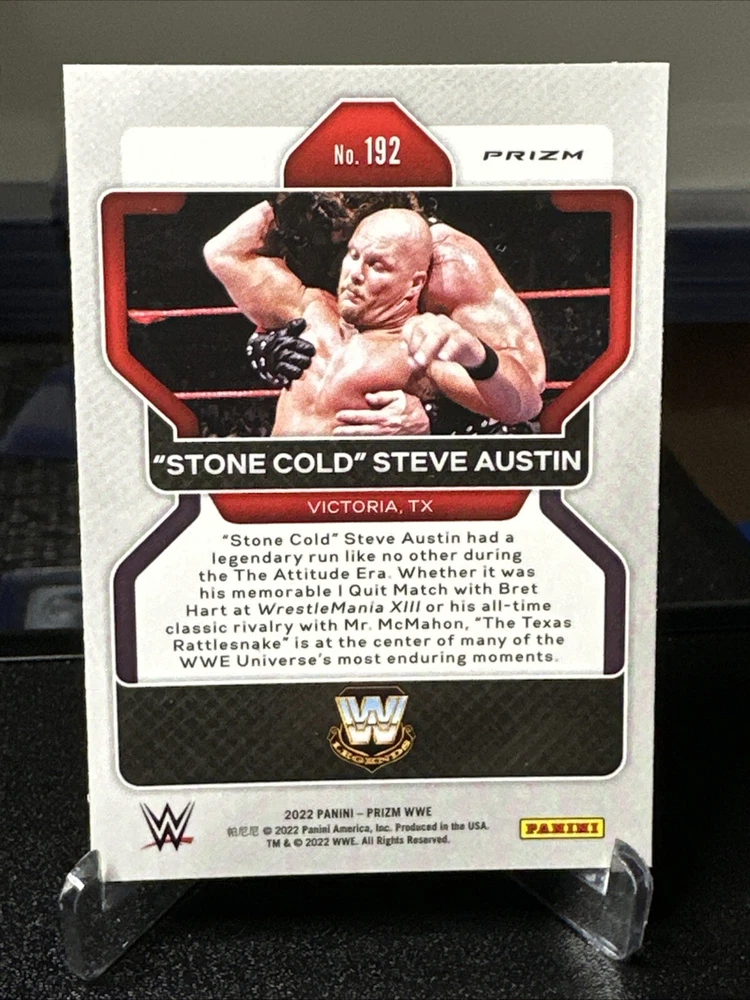 No. 192
PRIZM
“STONE COLD” STEVE AUSTIN
VICTORIA, TX
“Stone Cold” Steve Austin had a
legendary run like no other during
the The Attitude Era. Whether it was
his memorable I Quit Match with Bret
Hart at WrestleMania XIII or his all-time
classic rivalry with Mr. McMahon, “The Texas
Rattlesnake” is at the center of many of the
WWE Universe’s most enduring moments.
W
LEGENDS
W
2022 PANINI – PRIZM WWE
帕尼尼 © 2022 Panini America, Inc. Produced in the USA.
TM & © 2022 WWE. All Rights Reserved.
PANINI